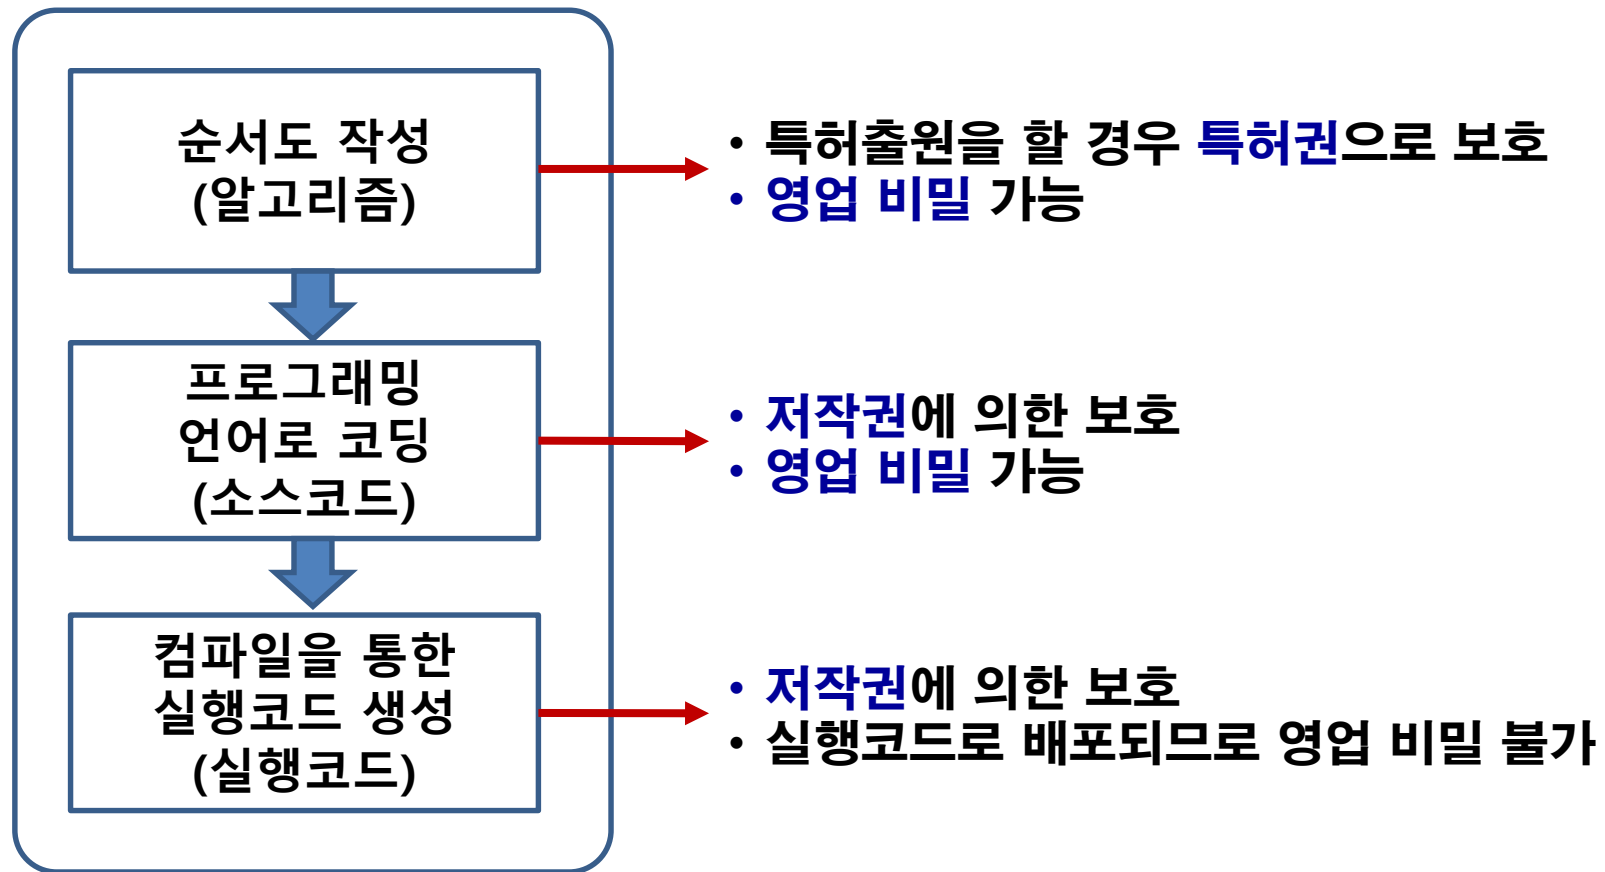 순서도 작성
(알고리즘)
• 특허출원을 할 경우 특허권으로 보호
• 영업 비밀 가능
프로그래밍
언어로 코딩
(소스코드)
• 저작권에 의한 보호
• 영업 비밀 가능
컴파일을 통한
실행코드 생성
(실행코드)
• 저작권에 의한 보호
• 실행코드로 배포되므로 영업 비밀 불가